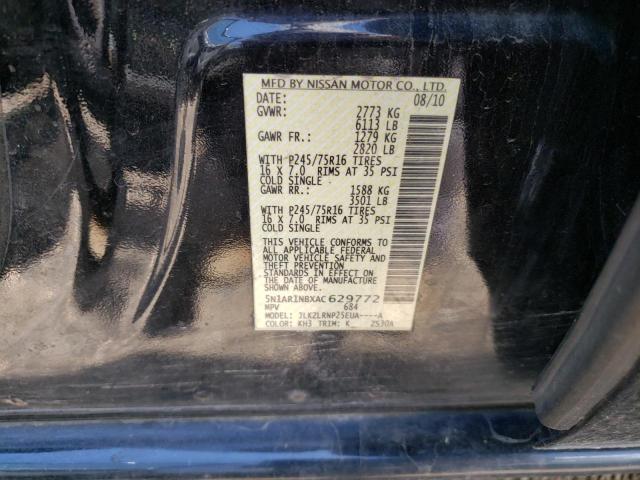 MFD BY NISSAN MOTOR CO., LTD.
DATE: 08/10
GVWR: 2773 KG
6113 LB
GAWR FR.: 1279 KG
2820 LB
WITH P245/75R16 TIRES
16 X 7.0 RIMS AT 35 PSI
COLD SINGLE
GAWR RR.: 1588 KG
3501 LB
WITH P245/75R16 TIRES
16 X 7.0 RIMS AT 35 PSI
COLD SINGLE
THIS VEHICLE CONFORMS TO
ALL APPLICABLE FEDERAL
MOTOR VEHICLE SAFETY AND
THEFT PREVENTION
STANDARDS IN EFFECT ON
THE DATE OF MANUFACTURE
SHOWN ABOVE.
5N1AR1NBXAC629772
MPV 684
MODEL: JLKZLRNP25EUA----A
COLOR: KH3 TRIM: K_ ZS30A